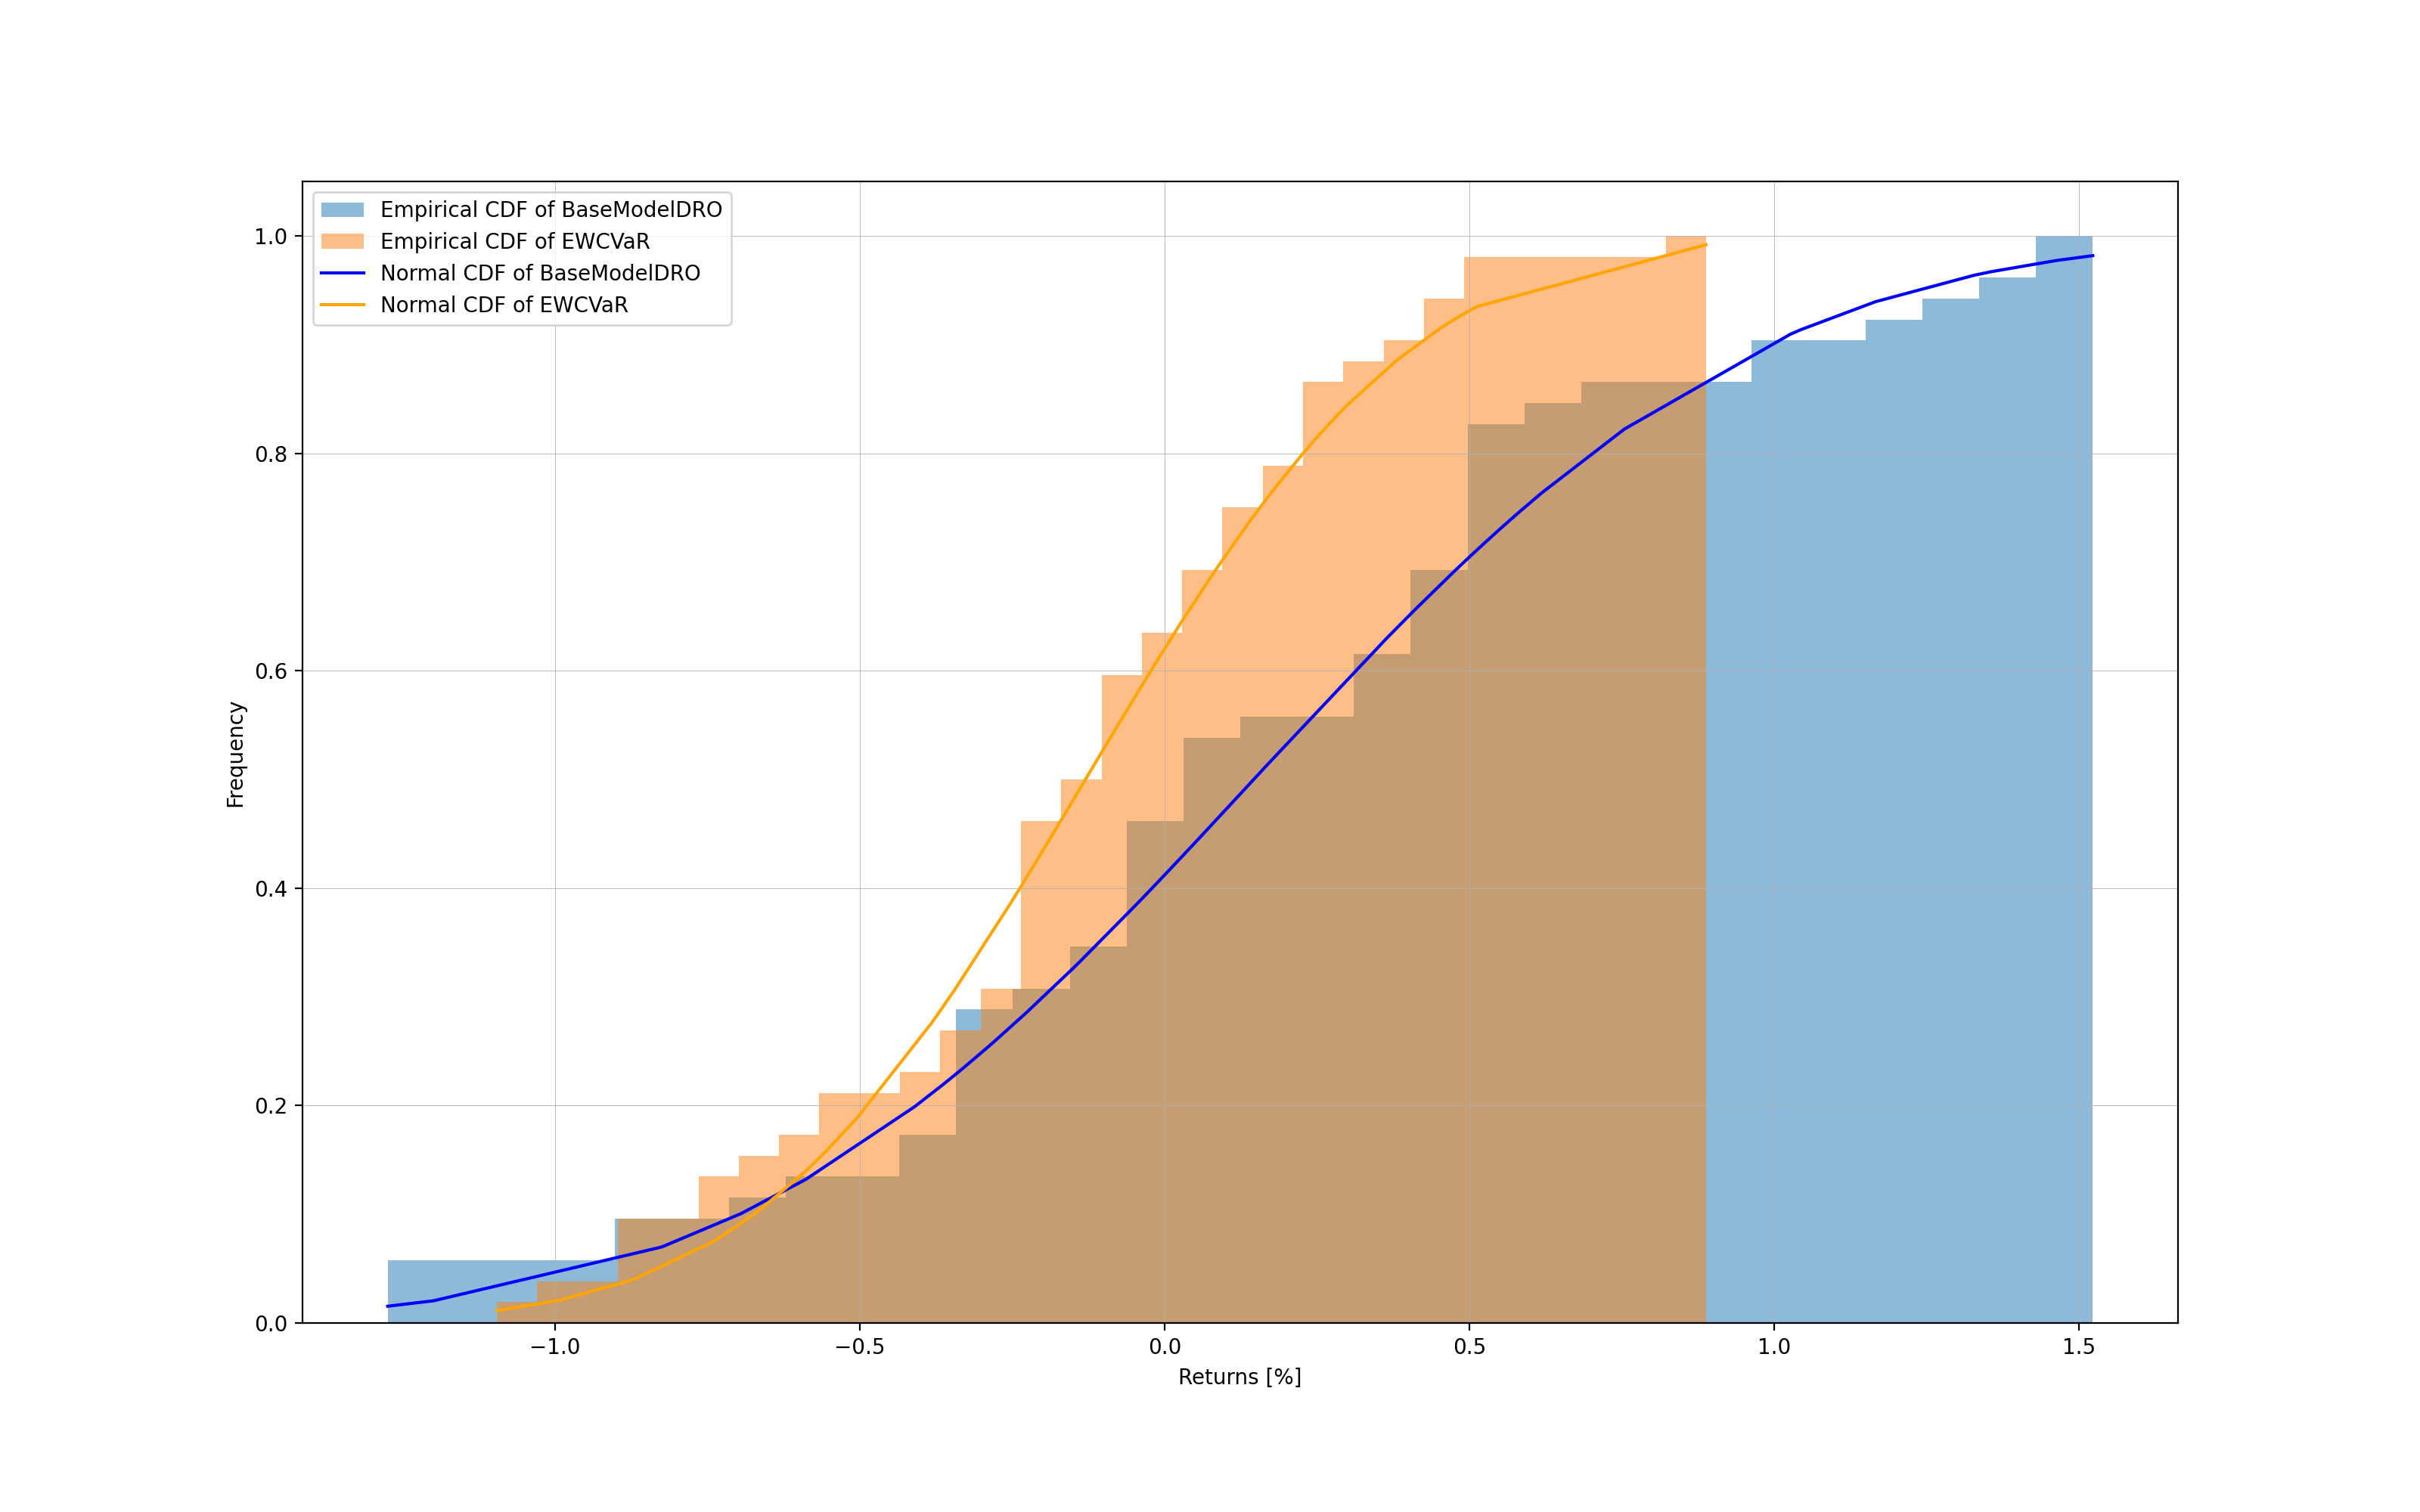 Empirical CDF of BaseModelDRO
Empirical CDF of EWCVaR
Normal CDF of BaseModelDRO
Normal CDF of EWCVaR
1.0
0.8
0.6
0.4
0.2
0.0
Frequency
−1.0 −0.5 0.0 0.5 1.0 1.5
Returns [%]